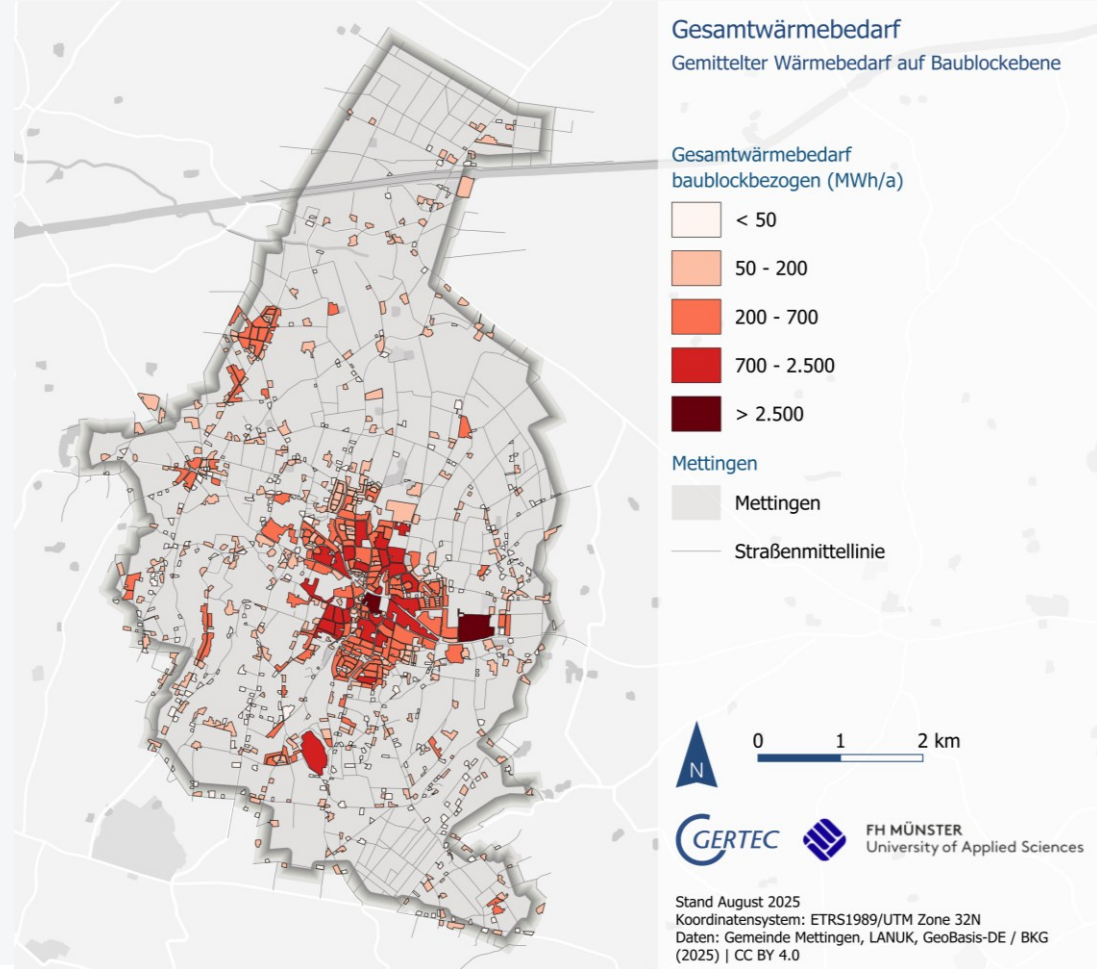 Gesamtwärmebedarf
Gemittelter Wärmebedarf auf Baublockebene
Gesamtwärmebedarf
baublockbezogen (MWh/a)
< 50
50 - 200
200 - 700
700 - 2.500
> 2.500
Mettingen
Mettingen
Straßenmittellinie
N
0 1 2 km
GERTEC
FH MÜNSTER
University of Applied Sciences
Stand August 2025
Koordinatensystem: ETRS1989/UTM Zone 32N
Daten: Gemeinde Mettingen, LANUK, GeoBasis-DE / BKG
(2025) | CC BY 4.0